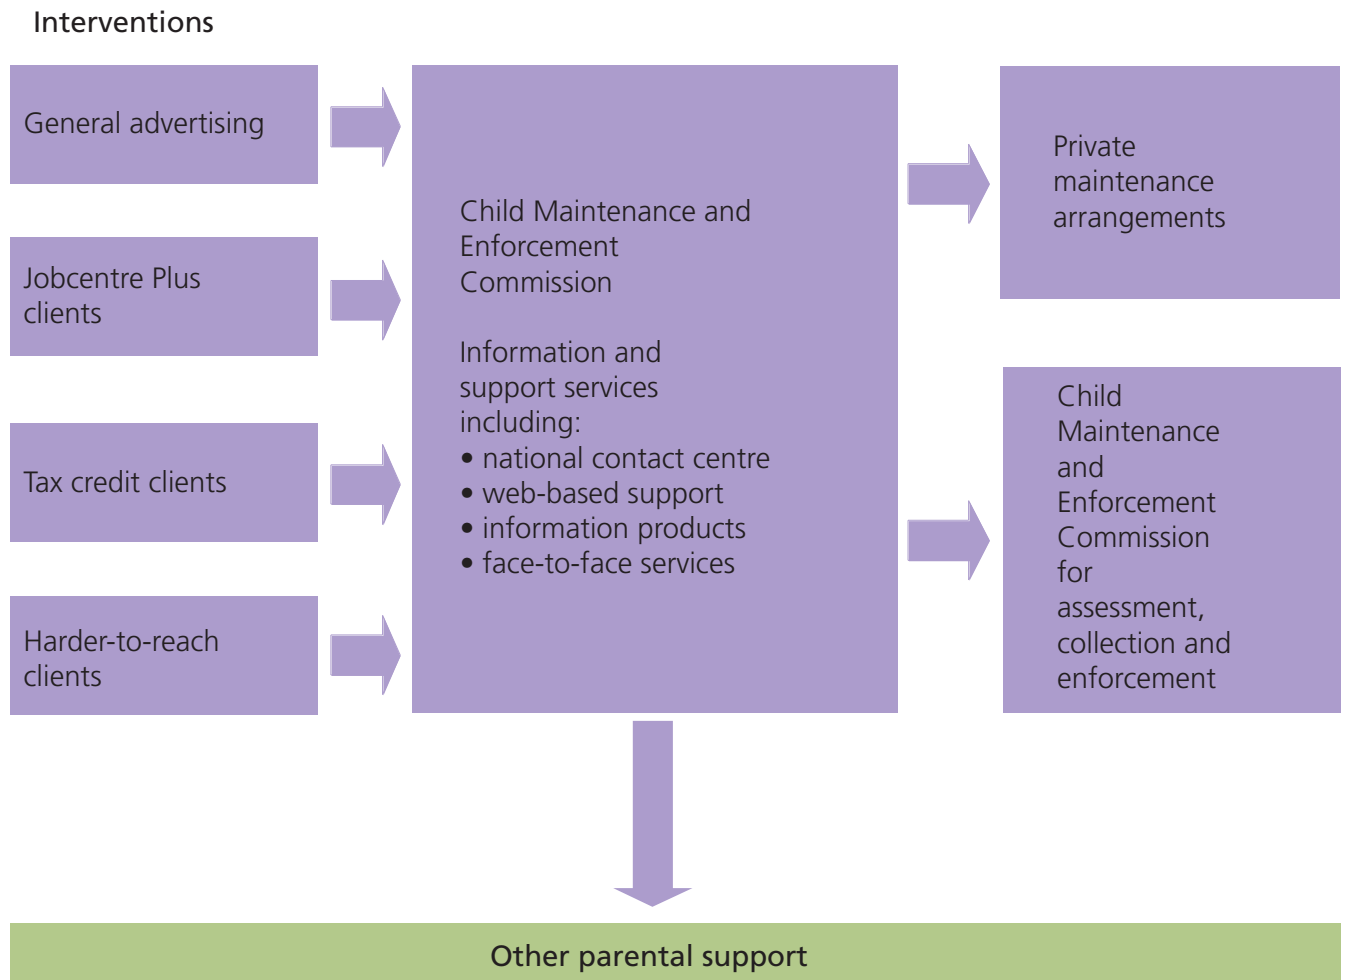 Interventions
General advertising
Jobcentre Plus
clients
Tax credit clients
Harder-to-reach
clients
Child Maintenance and
Enforcement
Commission
Information and
support services
including:
• national contact centre
• web-based support
• information products
• face-to-face services
Private
maintenance
arrangements
Child
Maintenance
and
Enforcement
Commission
for
assessment,
collection and
enforcement
Other parental support